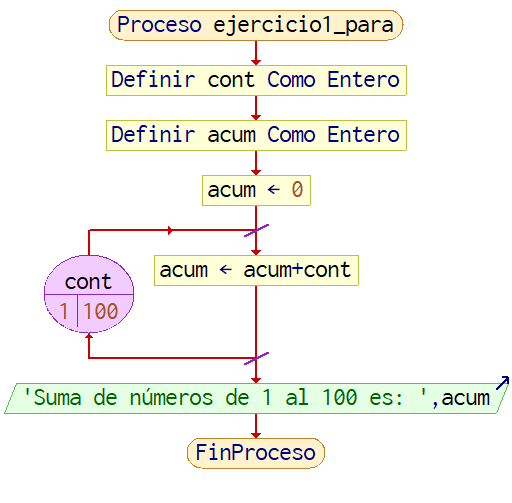 Proceso ejercicio1_para
Definir cont Como Entero
Definir acum Como Entero
acum ← 0
cont
1 100
acum ← acum+cont
'Suma de números de 1 al 100 es: ',acum
FinProceso